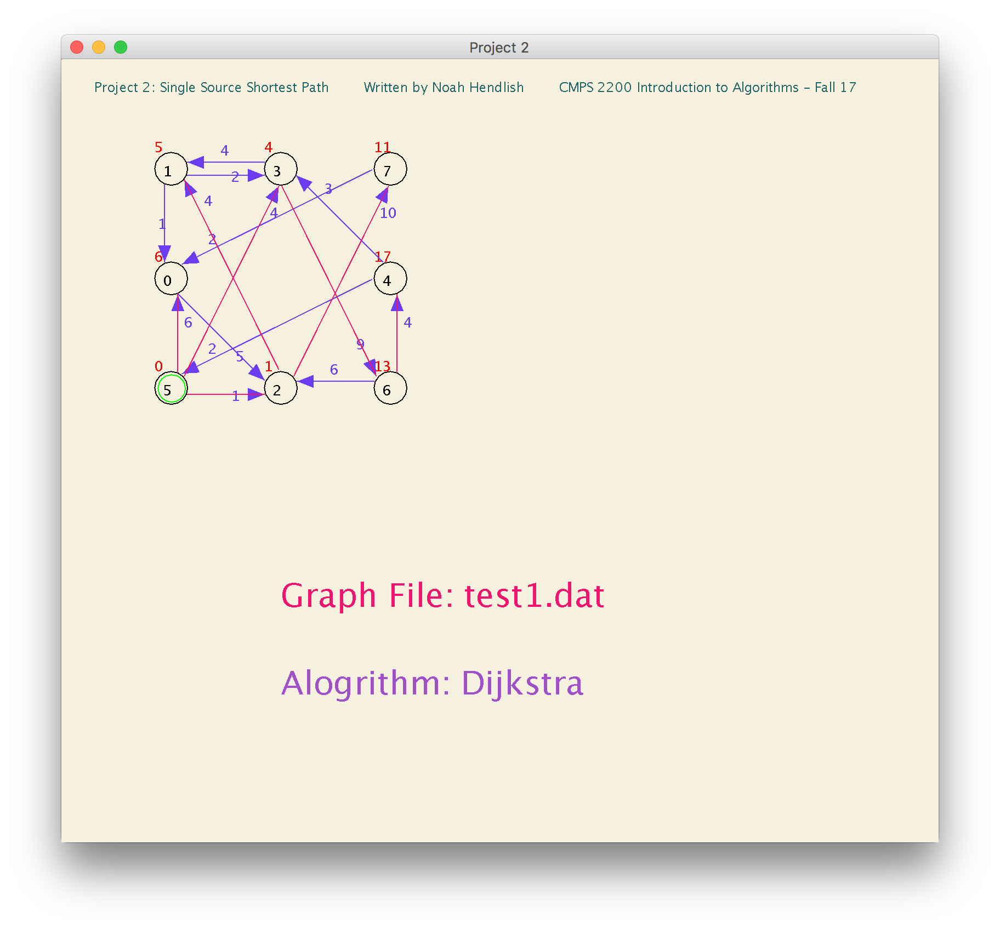 Project 2
Project 2: Single Source Shortest Path Written by Noah Hendlish CMPS 2200 Introduction to Algorithms - Fall 17
5 4 4 11
1 3 7
2
3
4
4 10
1
2
6 17
0 4
6 4
9
2
5
0 1 6 13
5 2 6
1
Graph File: test1.dat
Alogrithm: Dijkstra